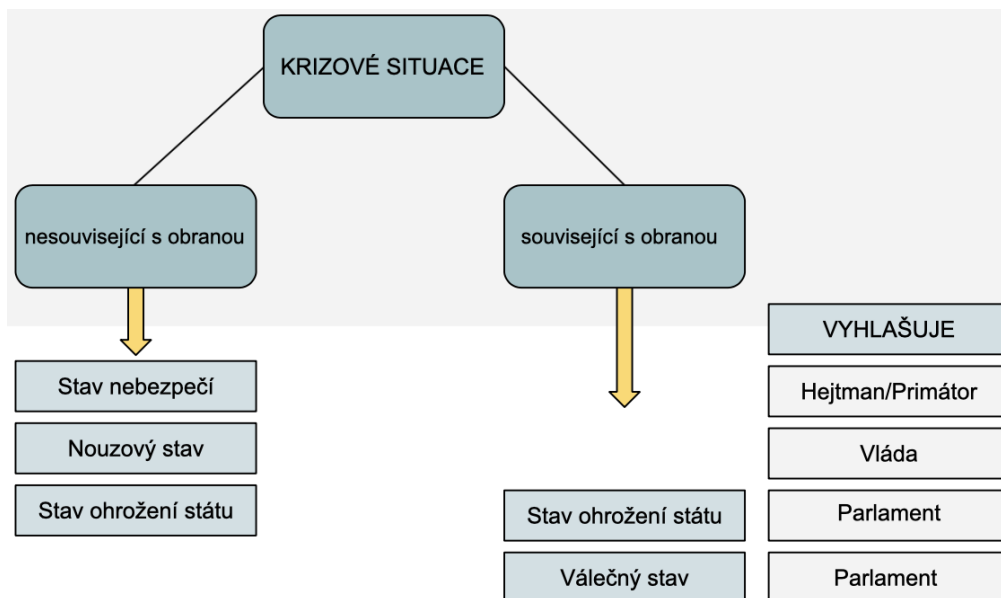 KRIZOVÉ SITUACE
nesouvisející s obranou
související s obranou
VYHLAŠUJE
Stav nebezpečí
Hejtman/Primátor
Nouzový stav
Vláda
Stav ohrožení státu
Stav ohrožení státu
Parlament
Válečný stav
Parlament